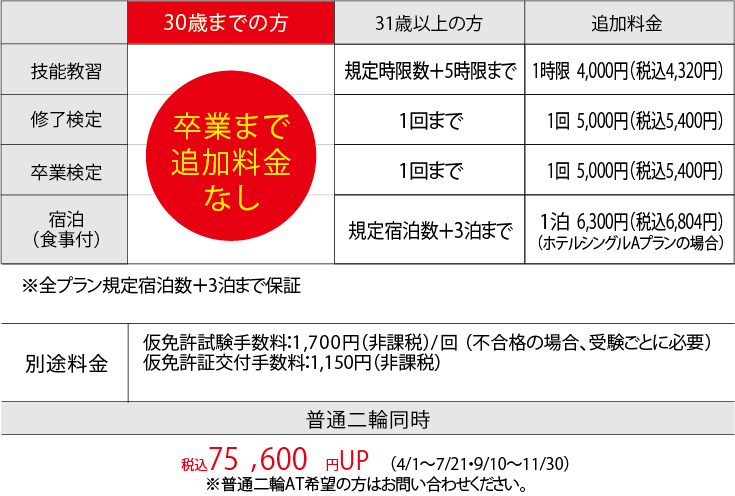 30歳までの方 31歳以上の方 追加料金
技能教習 規定時限数＋5時限まで 1時限 4,000円（税込4,320円）
卒業まで
追加料金
なし
修了検定 1回まで 1回 5,000円（税込5,400円）
卒業検定 1回まで 1回 5,000円（税込5,400円）
宿泊
（食事付） 規定宿泊数＋3泊まで 1泊 6,300円（税込6,804円）
（ホテルシングルAプランの場合）
※全プラン規定宿泊数＋3泊まで保証
別途料金
仮免許試験手数料：1,700円（非課税）/回（不合格の場合、受験ごとに必要）
仮免許証交付手数料：1,150円（非課税）
普通二輪同時
税込75 ,600 円UP （4/1～7/21・9/10～11/30）
※普通二輪AT希望の方はお問い合わせください。